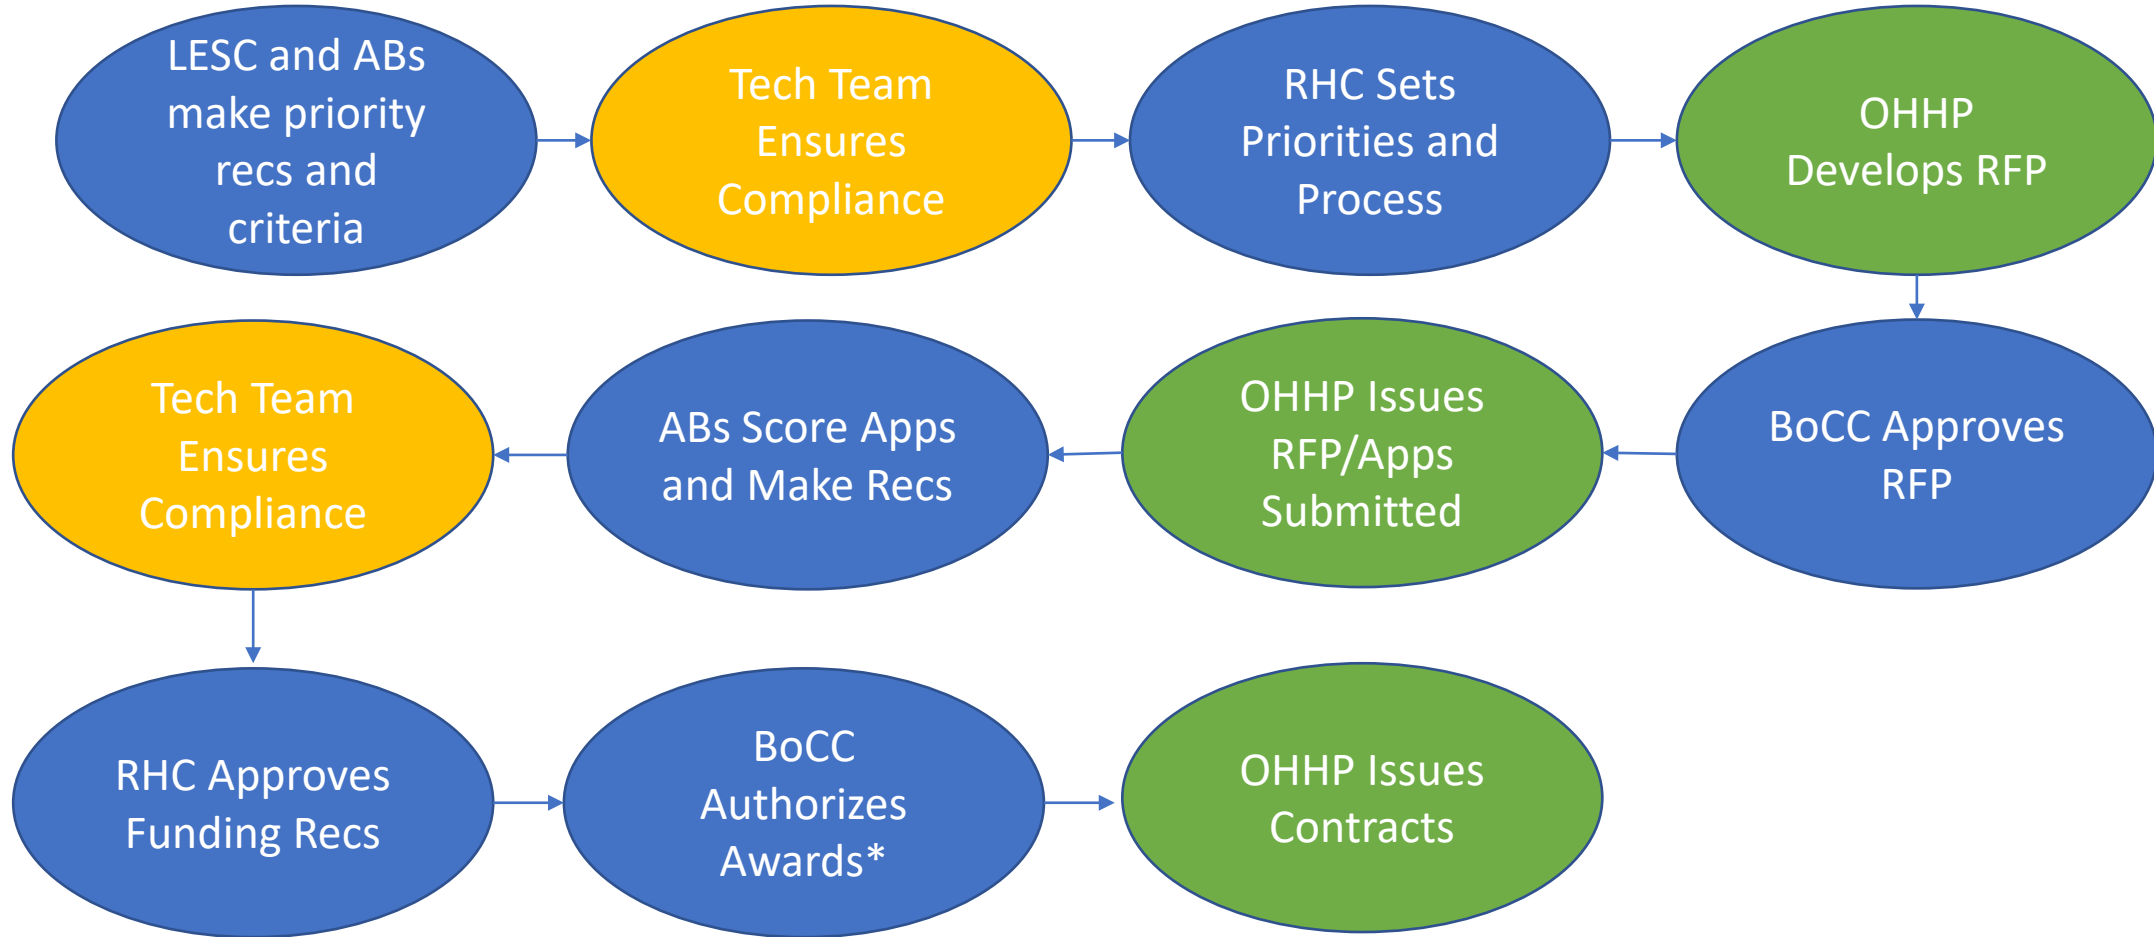 LESC and ABs
make priority
recs and
criteria
Tech Team
Ensures
Compliance
RHC Sets
Priorities and
Process
OHHP
Develops RFP
BoCC Approves
RFP
OHHP Issues
RFP/Apps
Submitted
ABs Score Apps
and Make Recs
Tech Team
Ensures
Compliance
RHC Approves
Funding Recs
BoCC
Authorizes
Awards*
OHHP Issues
Contracts